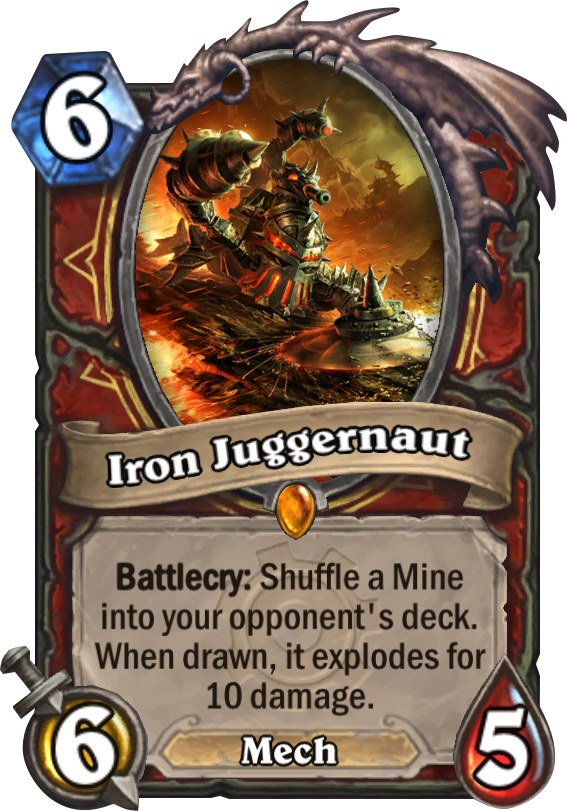 6
Iron Juggernaut
Battlecry: Shuffle a Mine
into your opponent's deck.
When drawn, it explodes for
10 damage.
6
Mech
5